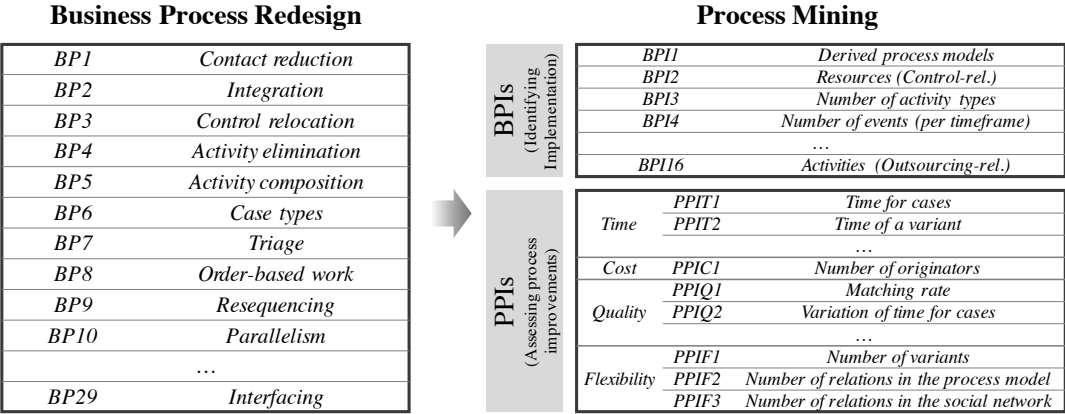 Business Process Redesign
BP1 Contact reduction
BP2 Integration
BP3 Control relocation
BP4 Activity elimination
BP5 Activity composition
BP6 Case types
BP7 Triage
BP8 Order-based work
BP9 Resequencing
BP10 Parallelism
...
BP29 Interfacing
Process Mining
BPIs
(Identifying
Implementation)
BPI1 Derived process models
BPI2 Resources (Control-rel.)
BPI3 Number of activity types
BPI4 Number of events (per timeframe)
...
BPI16 Activities (Outsourcing-rel.)
PPIs
(Assessing process
improvements)
Time
PPIT1 Time for cases
PPIT2 Time of a variant
...
Cost PPIC1 Number of originators
Quality
PPIQ1 Matching rate
PPIQ2 Variation of time for cases
...
Flexibility
PPIF1 Number of variants
PPIF2 Number of relations in the process model
PPIF3 Number of relations in the social network